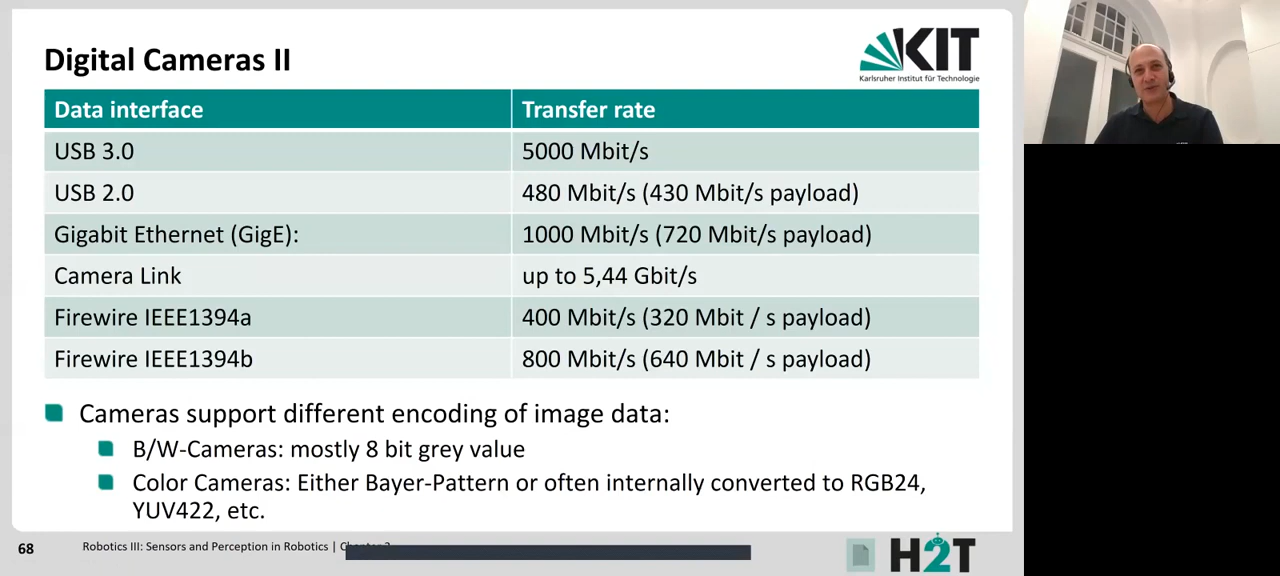 Digital Cameras II
KIT
Karlsruher Institut für Technologie
Data interface Transfer rate
USB 3.0 5000 Mbit/s
USB 2.0 480 Mbit/s (430 Mbit/s payload)
Gigabit Ethernet (GigE): 1000 Mbit/s (720 Mbit/s payload)
Camera Link up to 5,44 Gbit/s
Firewire IEEE1394a 400 Mbit/s (320 Mbit / s payload)
Firewire IEEE1394b 800 Mbit/s (640 Mbit / s payload)
Cameras support different encoding of image data:
B/W-Cameras: mostly 8 bit grey value
Color Cameras: Either Bayer-Pattern or often internally converted to RGB24,
YUV422, etc.
68 Robotics III: Sensors and Perception in Robotics |
H2T